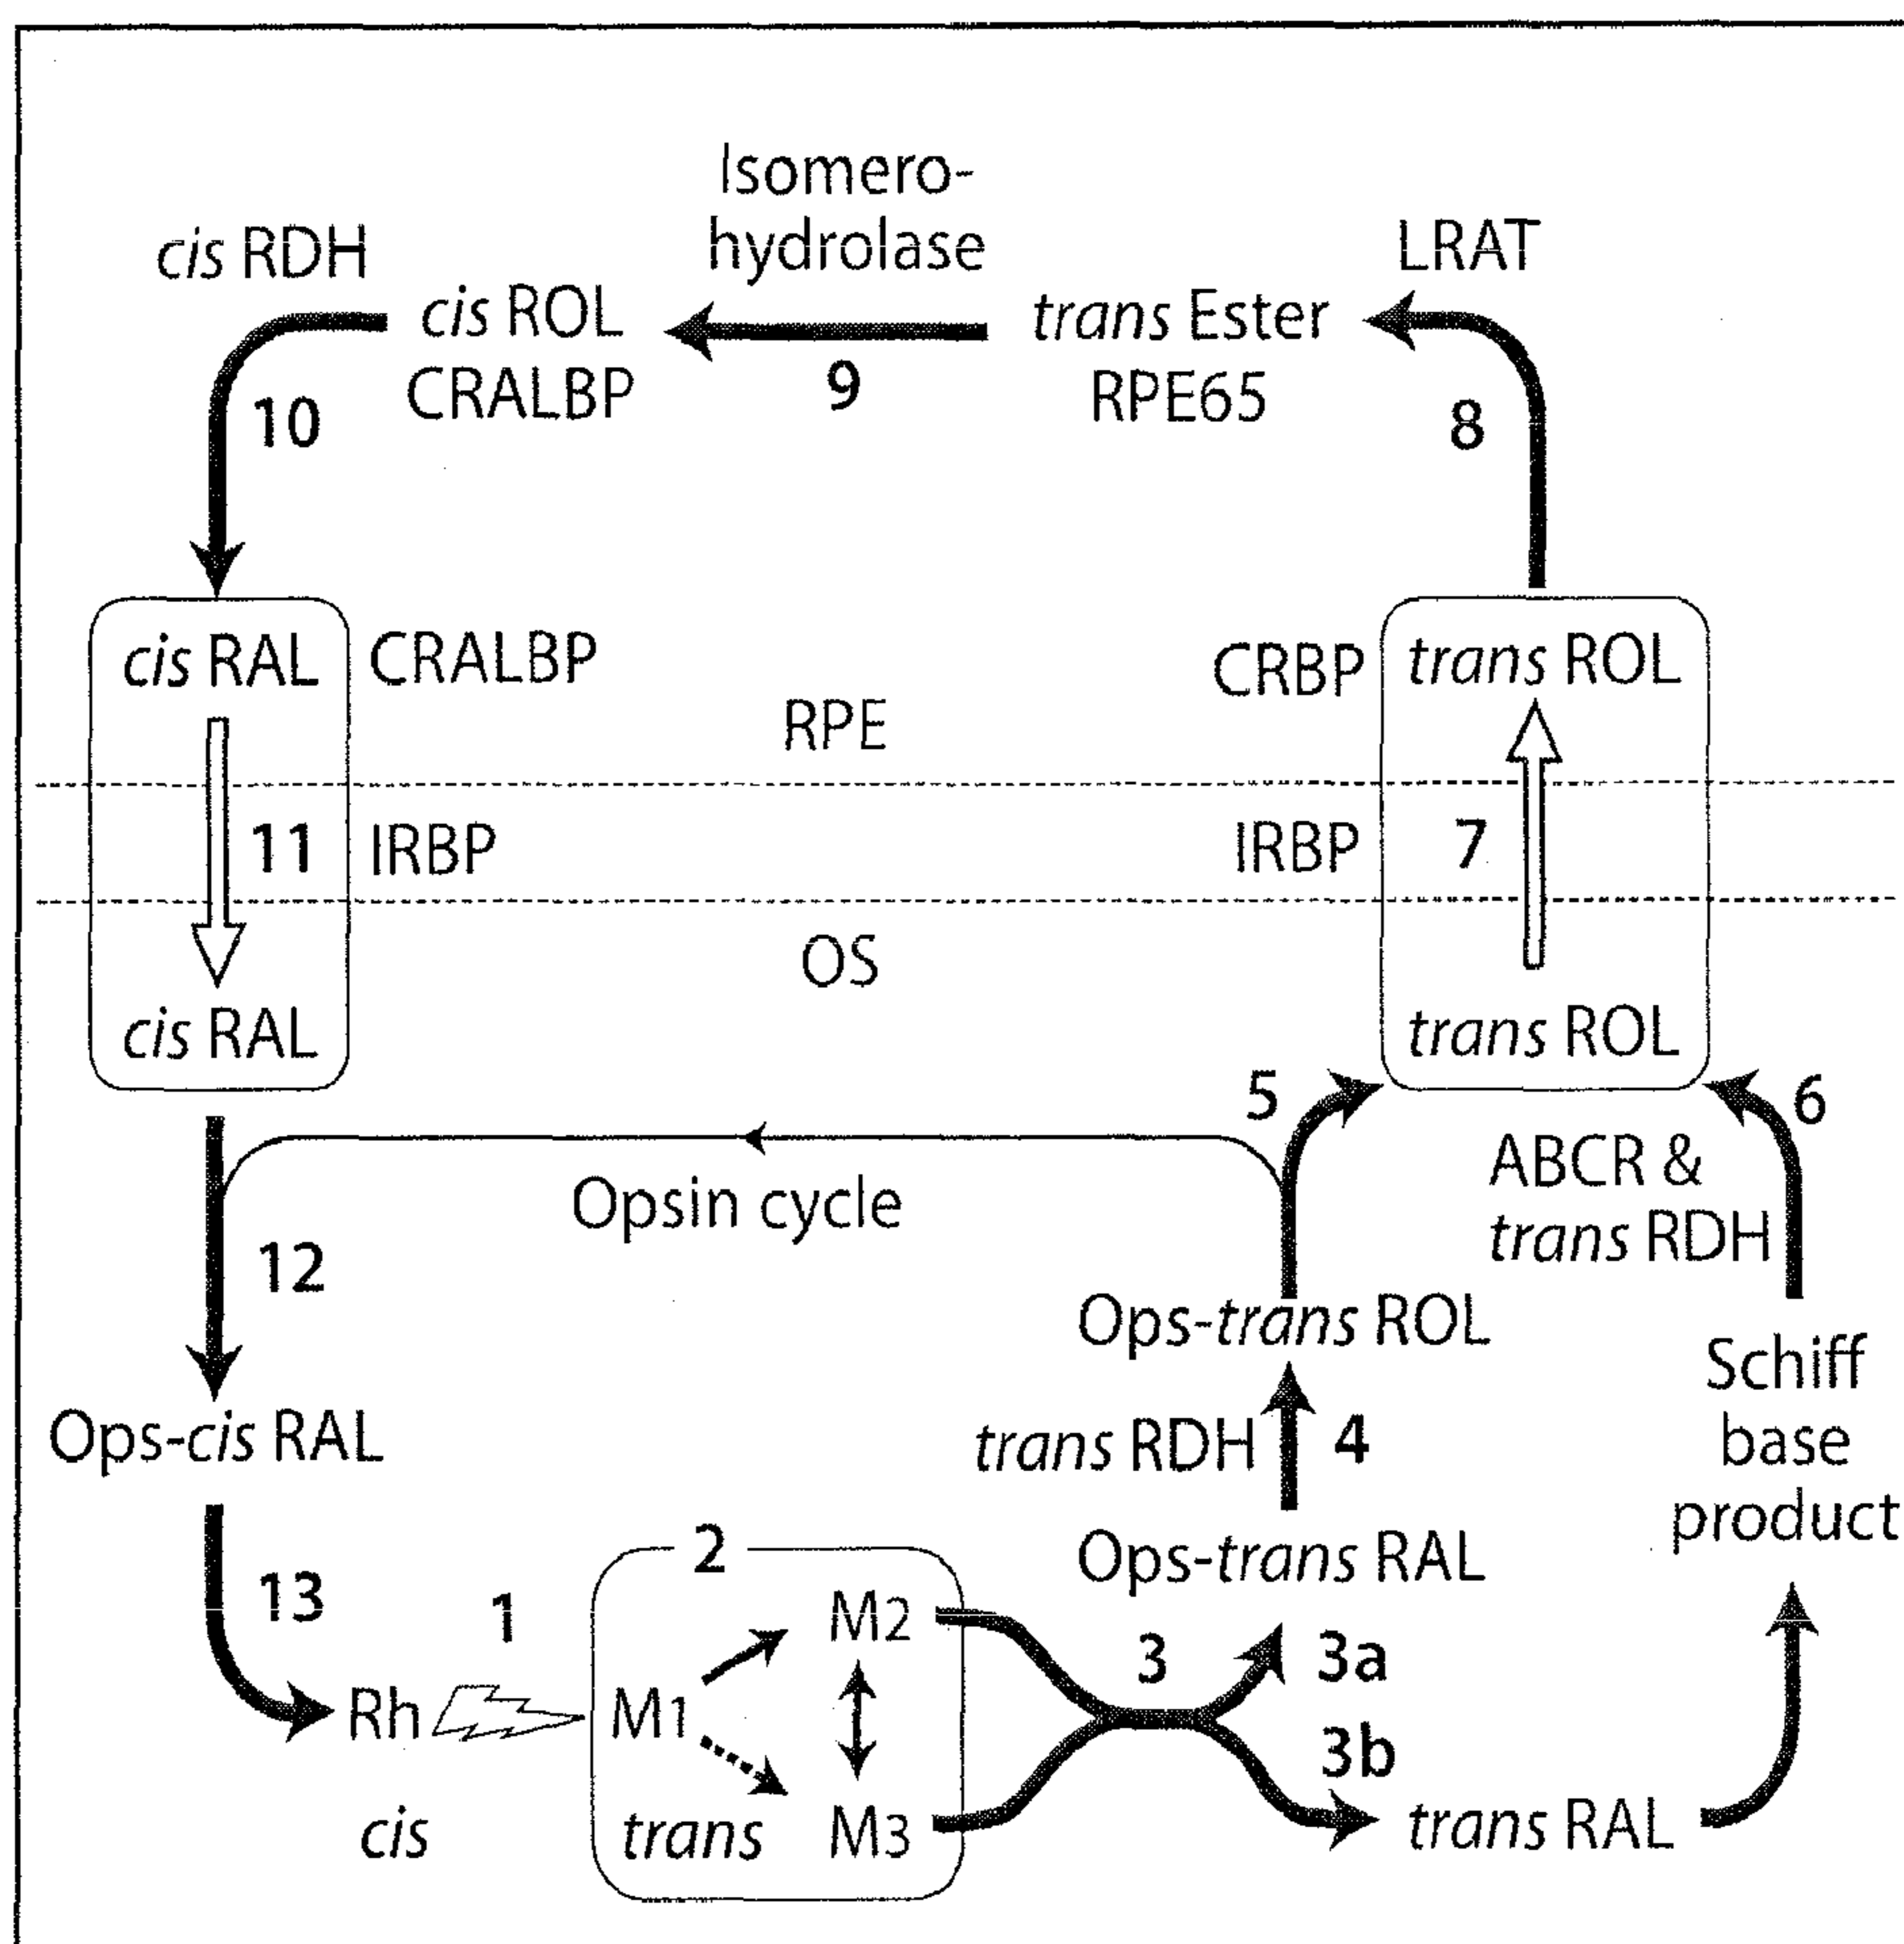 Isomero-
hydrolase
cis RDH
LRAT
cis ROL
CRALBP
9
trans Ester
RPE65
10
8
cis RAL
CRALBP
RPE
CRBP
trans ROL
11
IRBP
IRBP
7
OS
cis RAL
trans ROL
5
6
Opsin cycle
ABCR &
trans RDH
12
Ops-trans ROL
Schiff
base
product
Ops-cis RAL
trans RDH
4
Ops-trans RAL
13
1
2
M2
3
3a
Rh
M1
3b
cis
trans
M3
trans RAL